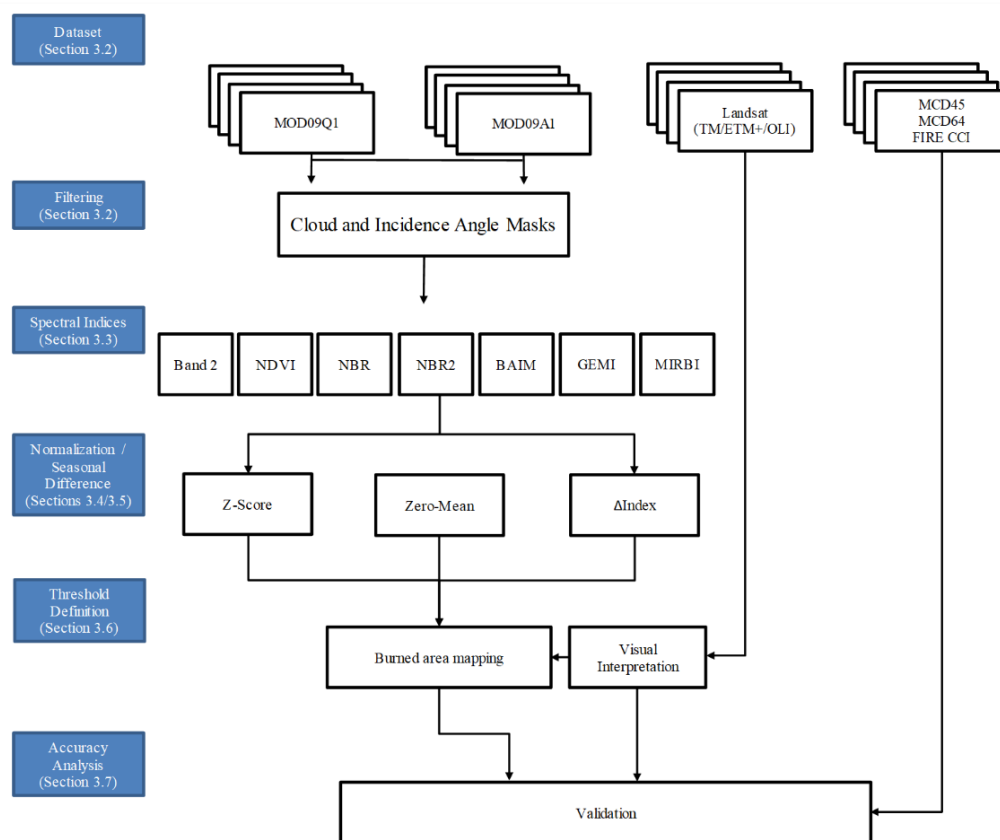 Dataset
(Section 3.2)
MOD09Q1
MOD09A1
Landsat
(TM/ETM+/OLI)
MCD45
MCD64
FIRE CCI
Filtering
(Section 3.2)
Cloud and Incidence Angle Masks
Spectral Indices
(Section 3.3)
Band 2
NDVI
NBR
NBR2
BAIM
GEMI
MIRBI
Normalization /
Seasonal
Difference
(Sections 3.4/3.5)
Z-Score
Zero-Mean
ΔIndex
Threshold
Definition
(Section 3.6)
Burned area mapping
Visual
Interpretation
Accuracy
Analysis
(Section 3.7)
Validation